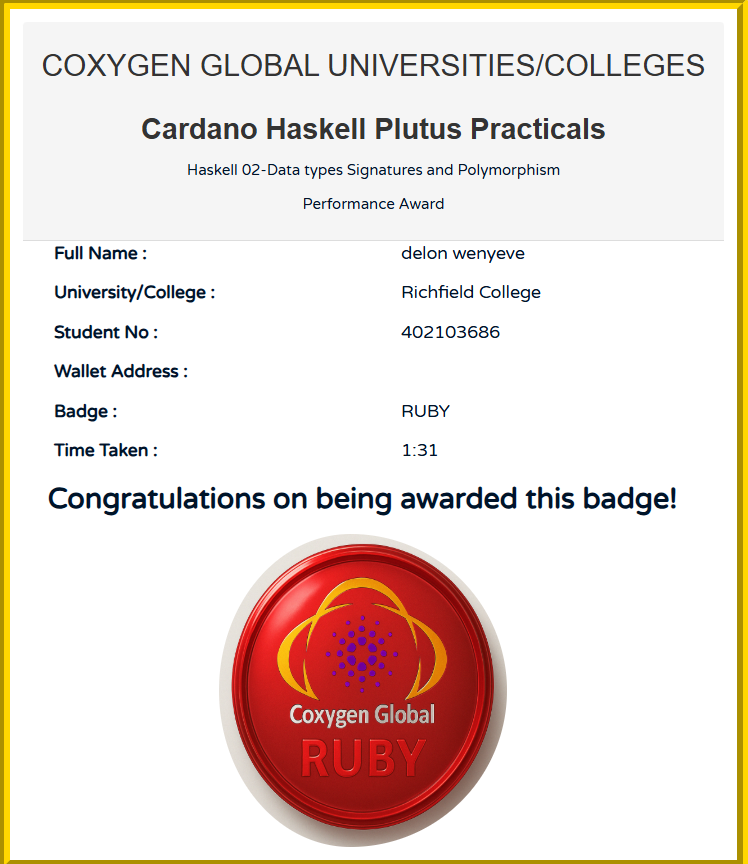 COXYGEN GLOBAL UNIVERSITIES/COLLEGES
Cardano Haskell Plutus Practicals
Haskell 02-Data types Signatures and Polymorphism
Performance Award
Full Name : delon wenyeve
University/College : Richfield College
Student No : 402103686
Wallet Address :
Badge : RUBY
Time Taken : 1:31
Congratulations on being awarded this badge!
Coxygen Global
RUBY